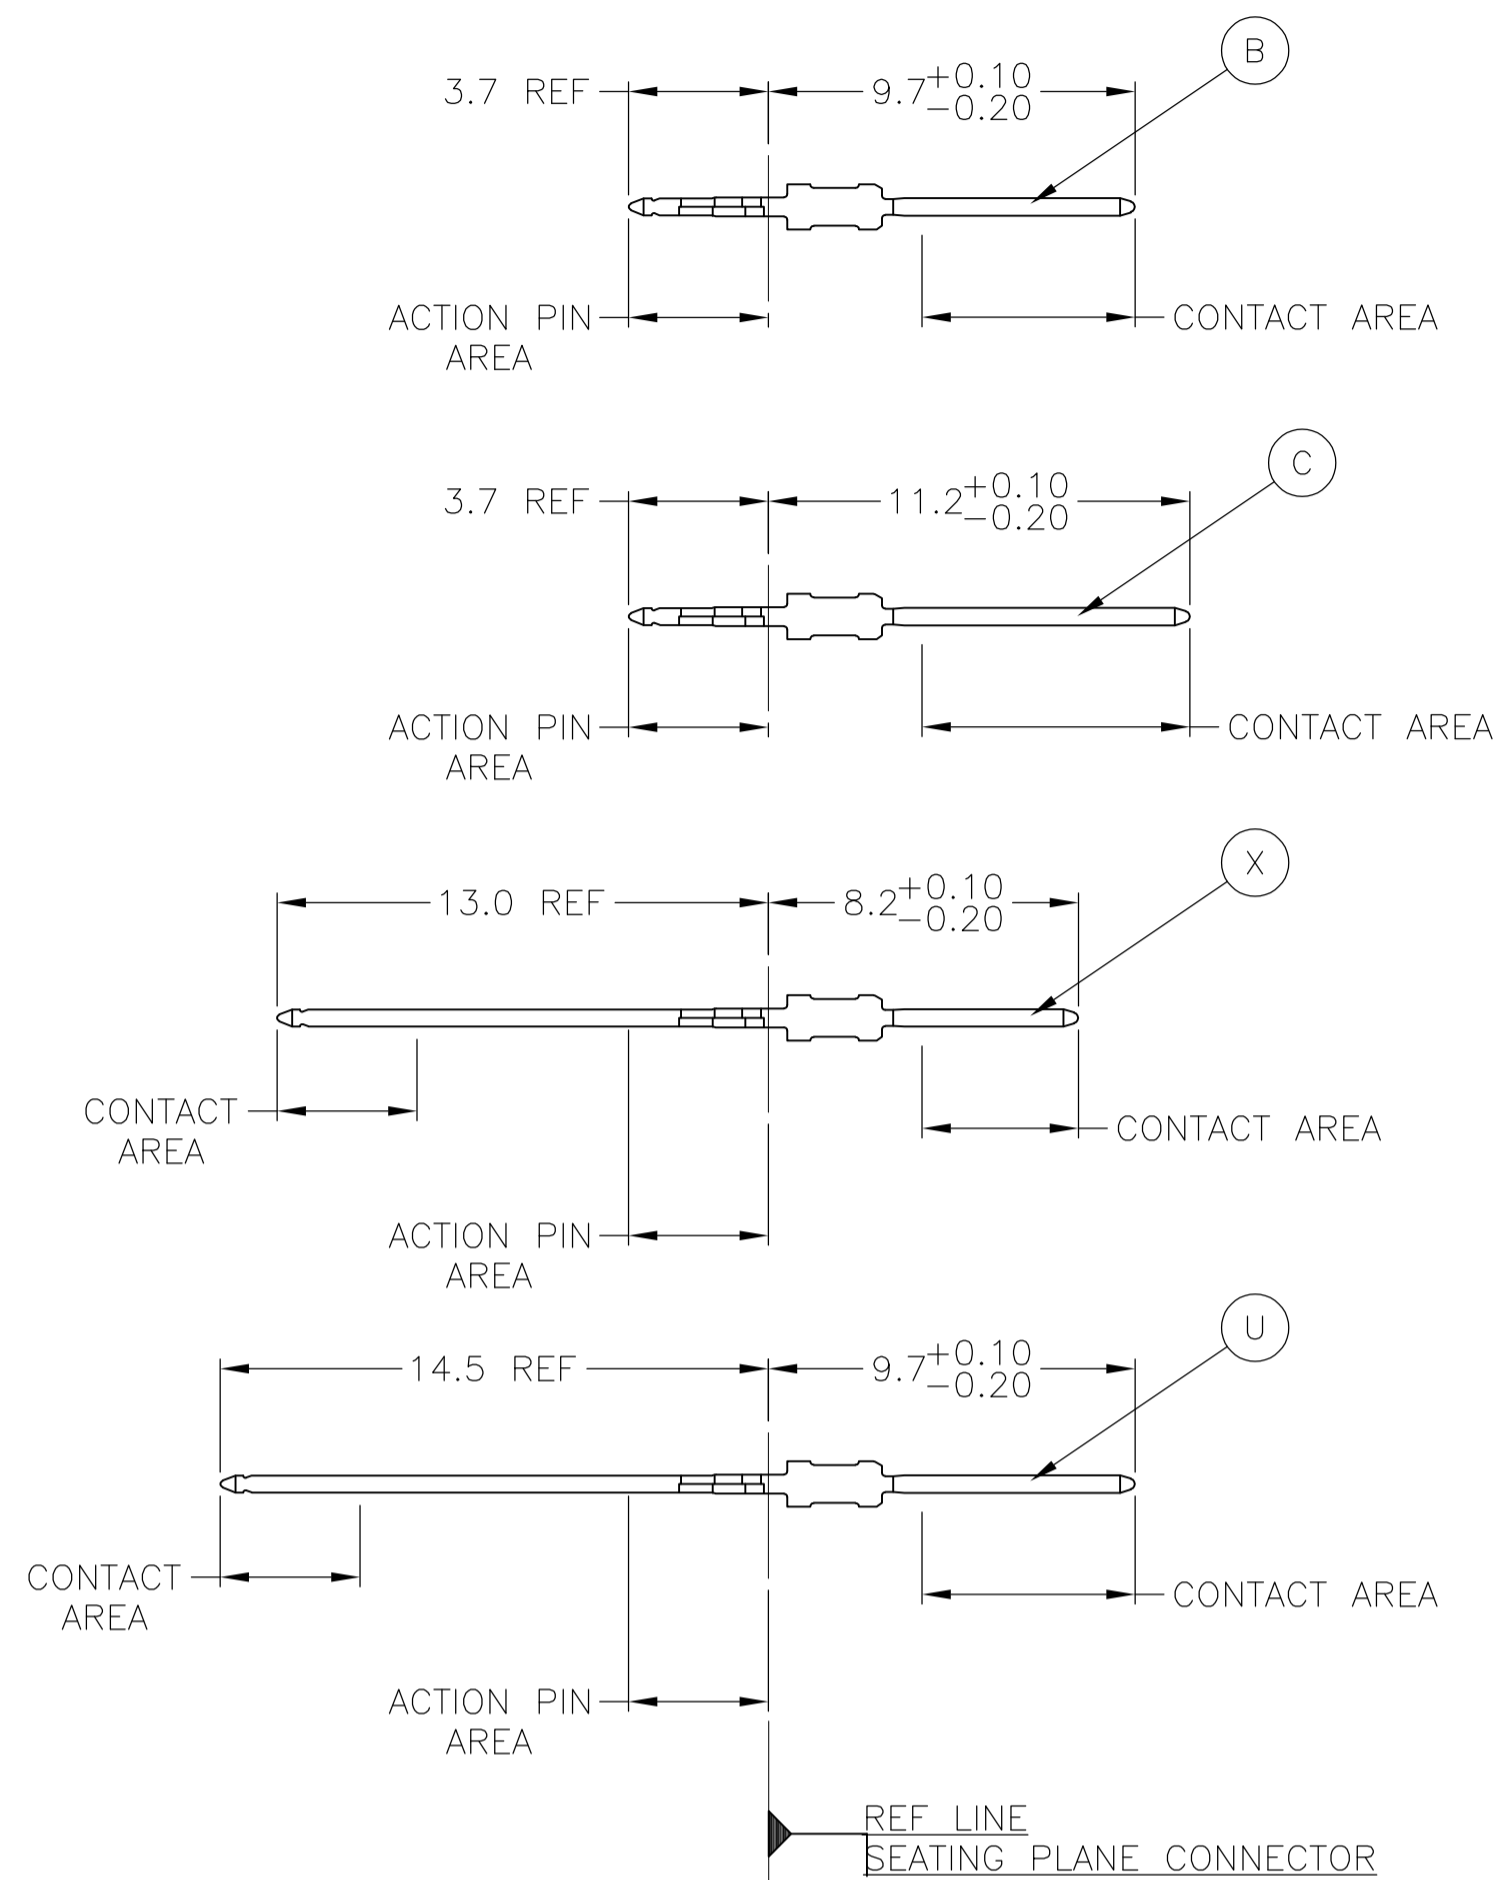 B
3.7 REF
9.7+0.10
-0.20
ACTION PIN
AREA
CONTACT AREA
C
3.7 REF
11.2+0.10
-0.20
ACTION PIN
AREA
CONTACT AREA
X
13.0 REF
8.2+0.10
-0.20
CONTACT
AREA
CONTACT AREA
ACTION PIN
AREA
U
14.5 REF
9.7+0.10
-0.20
CONTACT
AREA
CONTACT AREA
ACTION PIN
AREA
REF LINE
SEATING PLANE CONNECTOR